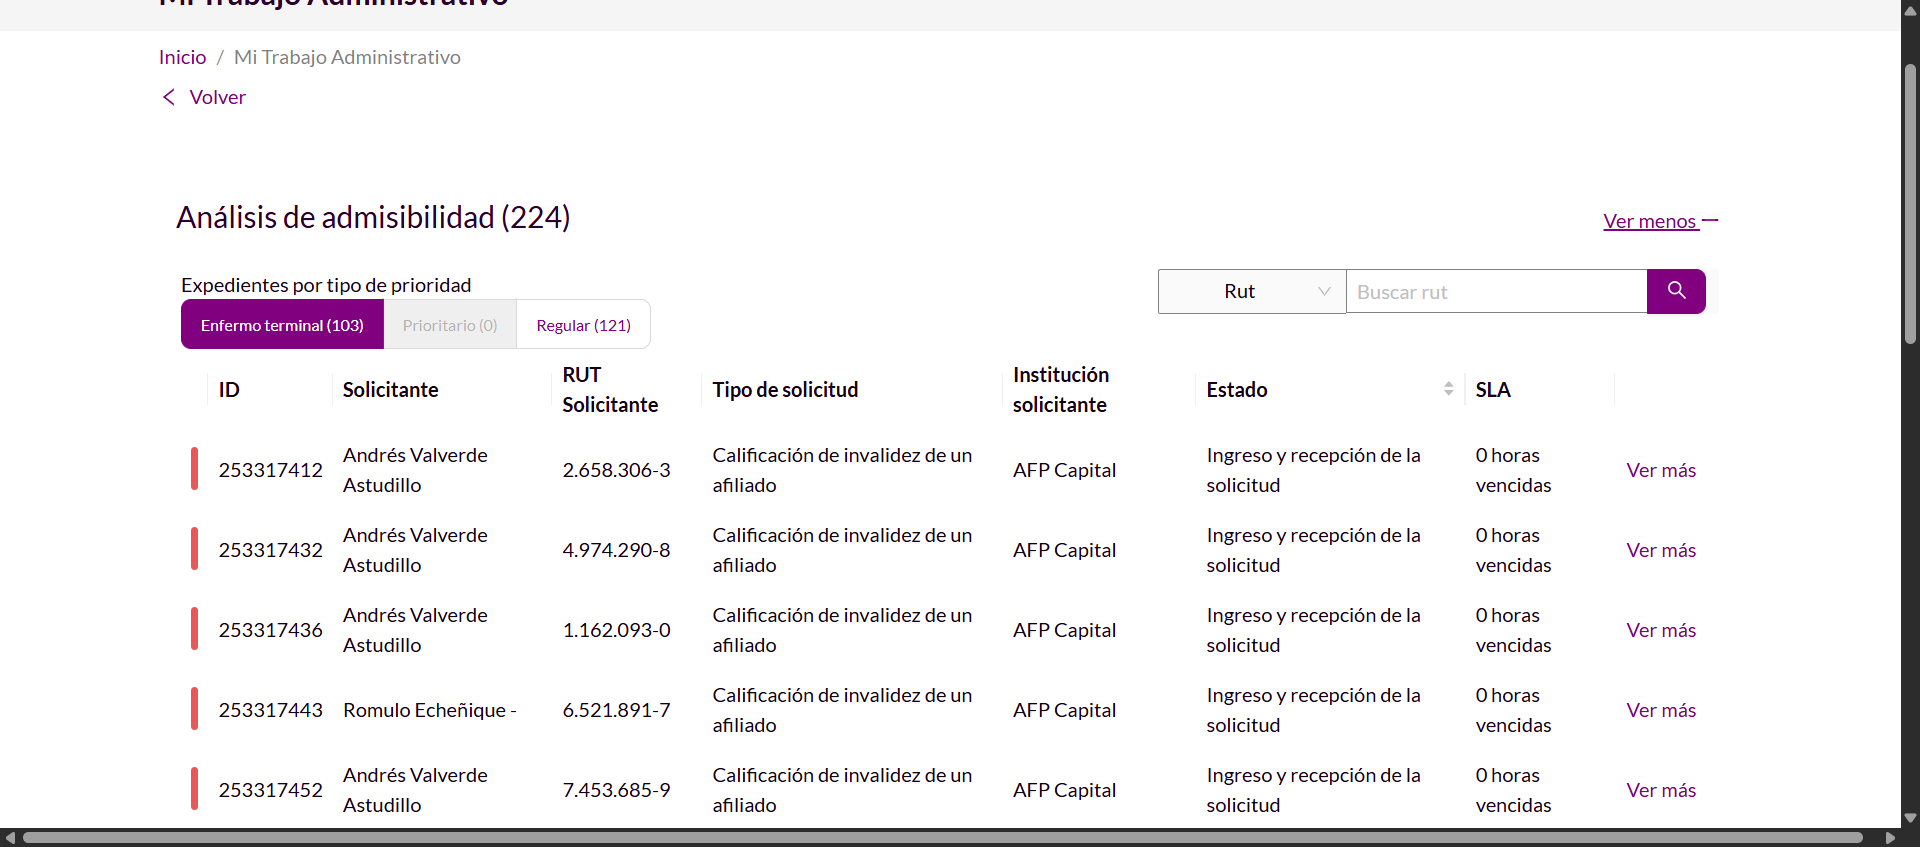 Mi Trabajo Administrativo
Inicio / Mi Trabajo Administrativo
Volver
Análisis de admisibilidad (224)
Ver menos
Expedientes por tipo de prioridad
Enfermo terminal (103)
Prioritario (0)
Regular (121)
Rut
Buscar rut
ID
Solicitante
RUT
Solicitante
Tipo de solicitud
Institución
solicitante
Estado
SLA
253317412
Andrés Valverde
Astudillo
2.658.306-3
Calificación de invalidez de un
afiliado
AFP Capital
Ingreso y recepción de la
solicitud
0 horas
vencidas
Ver más
253317432
Andrés Valverde
Astudillo
4.974.290-8
Calificación de invalidez de un
afiliado
AFP Capital
Ingreso y recepción de la
solicitud
0 horas
vencidas
Ver más
253317436
Andrés Valverde
Astudillo
1.162.093-0
Calificación de invalidez de un
afiliado
AFP Capital
Ingreso y recepción de la
solicitud
0 horas
vencidas
Ver más
253317443
Romulo Echeñique -
6.521.891-7
Calificación de invalidez de un
afiliado
AFP Capital
Ingreso y recepción de la
solicitud
0 horas
vencidas
Ver más
253317452
Andrés Valverde
Astudillo
7.453.685-9
Calificación de invalidez de un
afiliado
AFP Capital
Ingreso y recepción de la
solicitud
0 horas
vencidas
Ver más